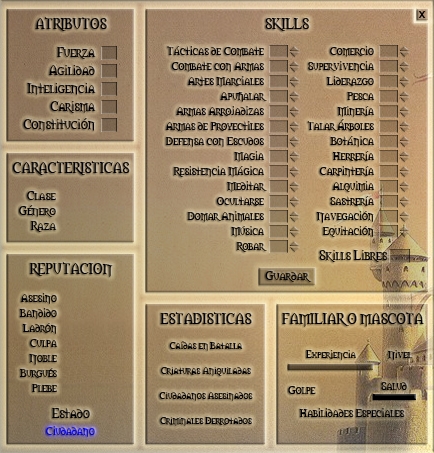 ATRIBUTOS
Fuerza
Agilidad
Inteligencia
Carisma
Constitución
CARACTERISTICAS
Clase
Género
Raza
REPUTACION
Asesino
Bandido
Ladrón
Culpa
Noble
Burgués
Plebe
Estado
Ciudadano
SKILLS
X
Tácticas de Combate
Combate con Armas
Artes Marciales
Apuñalar
Armas Arrojadizas
Armas de Proyectiles
Defensa con Escudos
Magia
Resistencia Mágica
Meditar
Ocultarse
Domar Animales
Música
Robar
Comercio
Supervivencia
Liderazgo
Pesca
Minería
Talar Árboles
Botánica
Herrería
Carpintería
Alquimia
Sastrería
Navegación
Equitación
Skills Libres
Guardar
ESTADISTICAS
Caídas en Batalla
Criaturas Aniquiladas
Ciudadanos Asesinados
Criminales Derrotados
FAMILIAR O MASCOTA
Experiencia Nivel
Golpe Salud
Habilidades Especiales